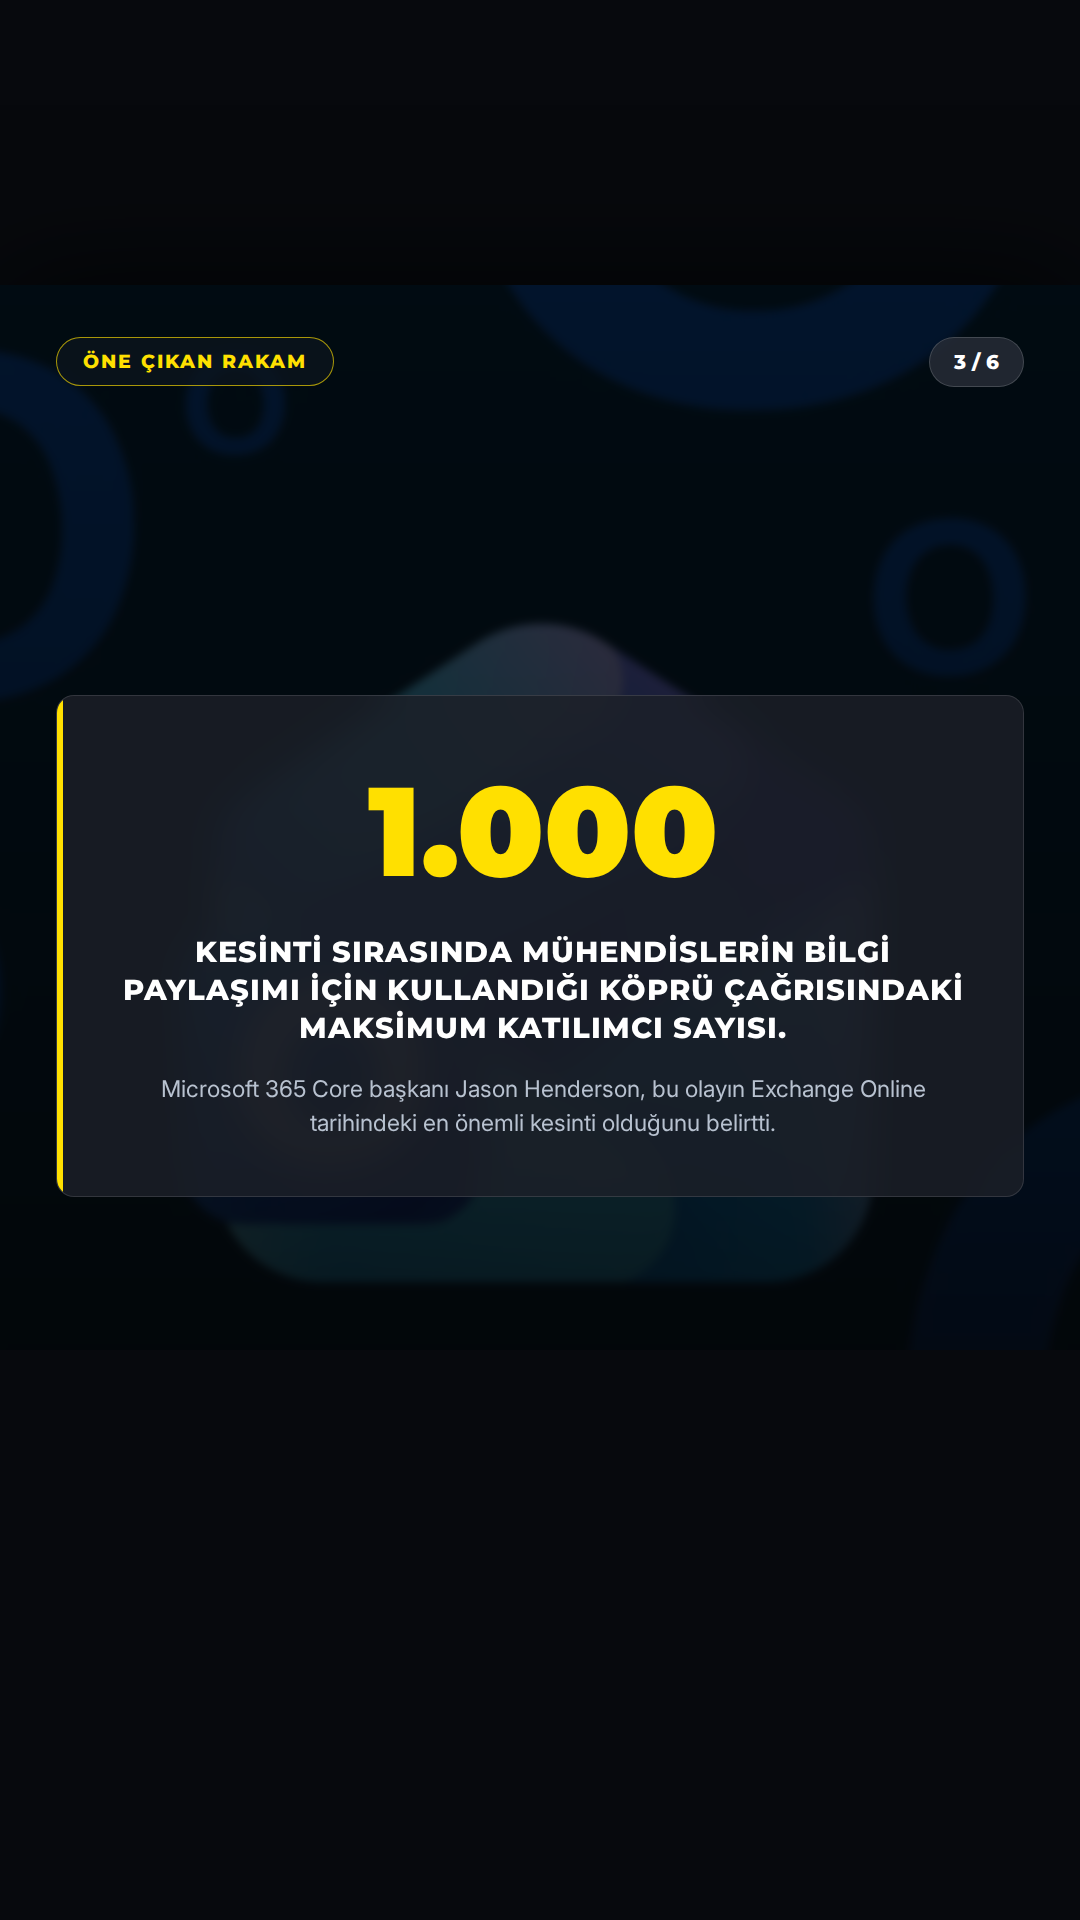 ÖNE ÇIKAN RAKAM
3 / 6
1.000
KESİNTİ SIRASINDA MÜHENDİSLERİN BİLGİ
PAYLAŞIMI İÇİN KULLANDIĞI KÖPRÜ ÇAĞRISINDAKİ
MAKSİMUM KATILIMCI SAYISI.
Microsoft 365 Core başkanı Jason Henderson, bu olayın Exchange Online
tarihindeki en önemli kesinti olduğunu belirtti.